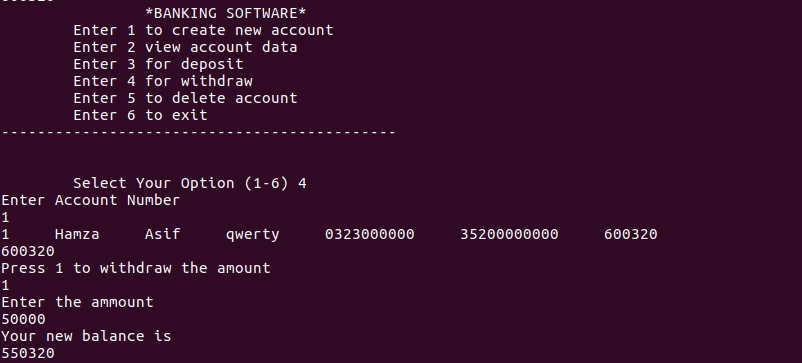 *BANKING SOFTWARE*
Enter 1 to create new account
Enter 2 view account data
Enter 3 for deposit
Enter 4 for withdraw
Enter 5 to delete account
Enter 6 to exit
--------------------------------------------
Select Your Option (1-6) 4
Enter Account Number
1
1 Hamza Asif qwerty 0323000000 35200000000 600320
600320
Press 1 to withdraw the amount
1
Enter the ammount
50000
Your new balance is
550320